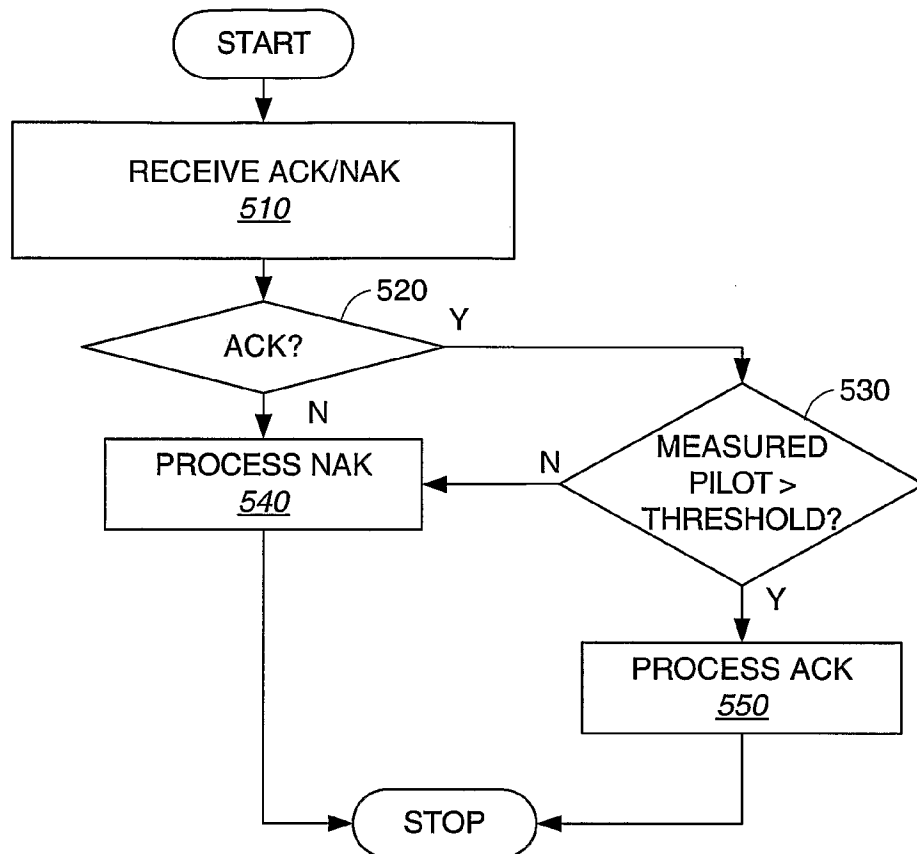 START
RECEIVE ACK/NAK
510
520
ACK?
Y
N
530
MEASURED
PILOT >
THRESHOLD?
N
PROCESS NAK
540
Y
PROCESS ACK
550
STOP